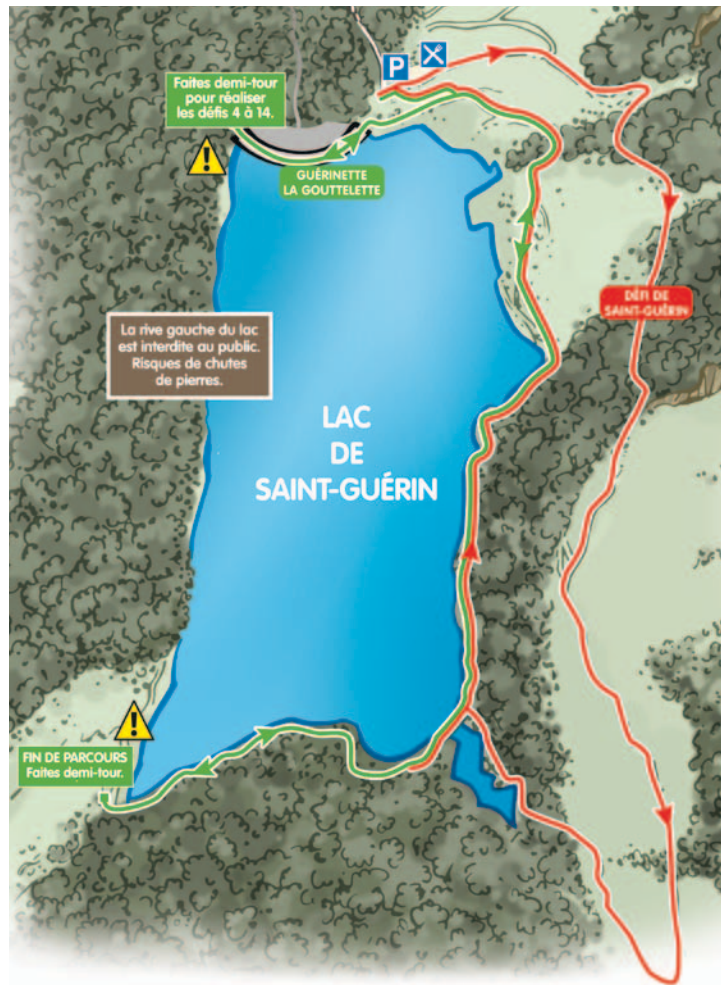 P
Faites demi-tour
pour réaliser
les défis 4 à 14.
!
GUÉRINETTE
LA GOUTTELETTE
DÉFI DE
SAINT-GUÉRIN
La rive gauche du lac
est interdite au public.
Risques de chutes
de pierres.
LAC
DE
SAINT-GUÉRIN
!
FIN DE PARCOURS
Faites demi-tour.